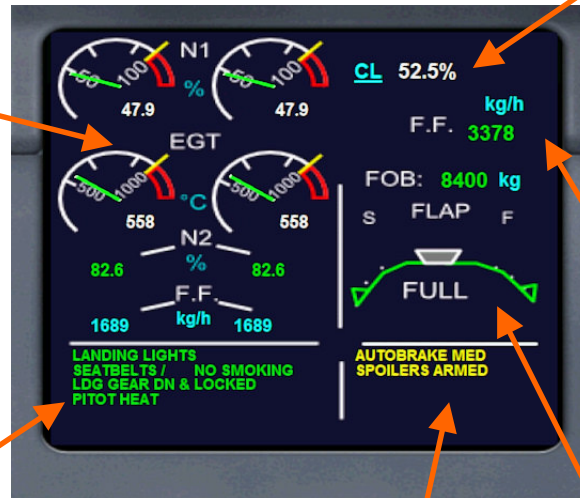 N1
50 100 50 100
%
47.9 47.9
CL 52.5%
kg/h
F.F. 3378
EGT
500 1000 500 1000
°C
558 558
FOB: 8400 kg
S FLAP F
FULL
N2
82.6 % 82.6
F.F.
1689 kg/h 1689
LANDING LIGHTS
SEATBELTS / NO SMOKING
LDG GEAR DN & LOCKED
PITOT HEAT
AUTOBRAKE MED
SPOILERS ARMED